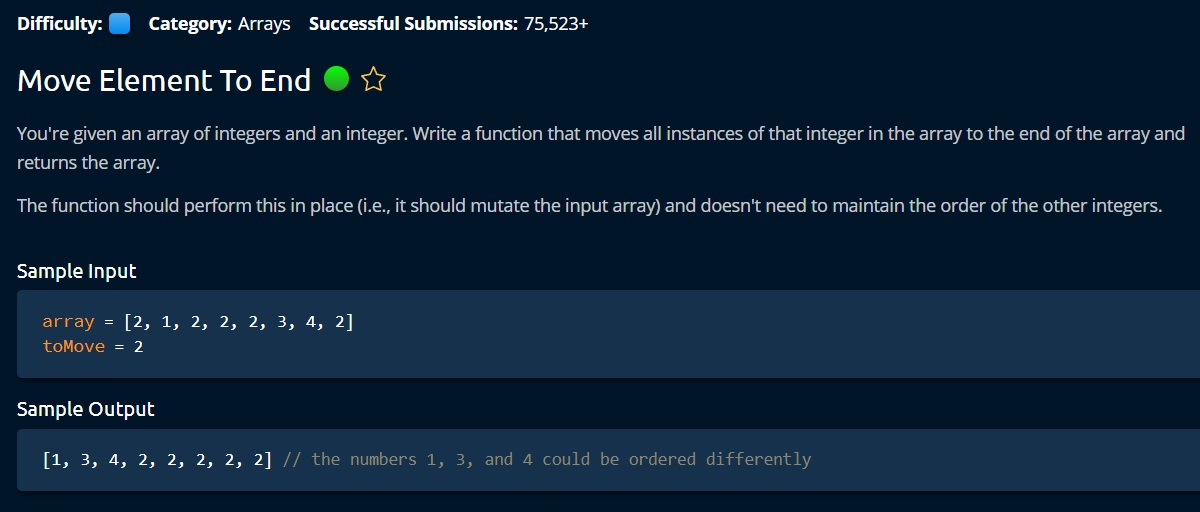 Difficulty: Category: Arrays Successful Submissions: 75,523+
Move Element To End
You're given an array of integers and an integer. Write a function that moves all instances of that integer in the array to the end of the array and
returns the array.
The function should perform this in place (i.e., it should mutate the input array) and doesn't need to maintain the order of the other integers.
Sample Input
array = [2, 1, 2, 2, 2, 3, 4, 2]
toMove = 2
Sample Output
[1, 3, 4, 2, 2, 2, 2, 2] // the numbers 1, 3, and 4 could be ordered differently